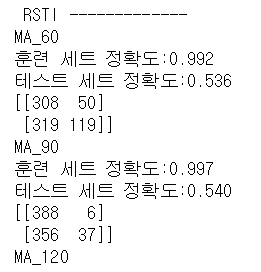 RSTI -------------
MA_60
훈련 세트 정확도:0.992
테스트 세트 정확도:0.536
[[308  50]
 [319 119]]
MA_90
훈련 세트 정확도:0.997
테스트 세트 정확도:0.540
[[388   6]
 [356  37]]
MA_120